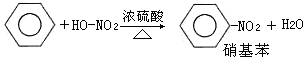 浓硫酸
+ HO-NO₂ → -NO₂ + H₂O
△
硝基苯